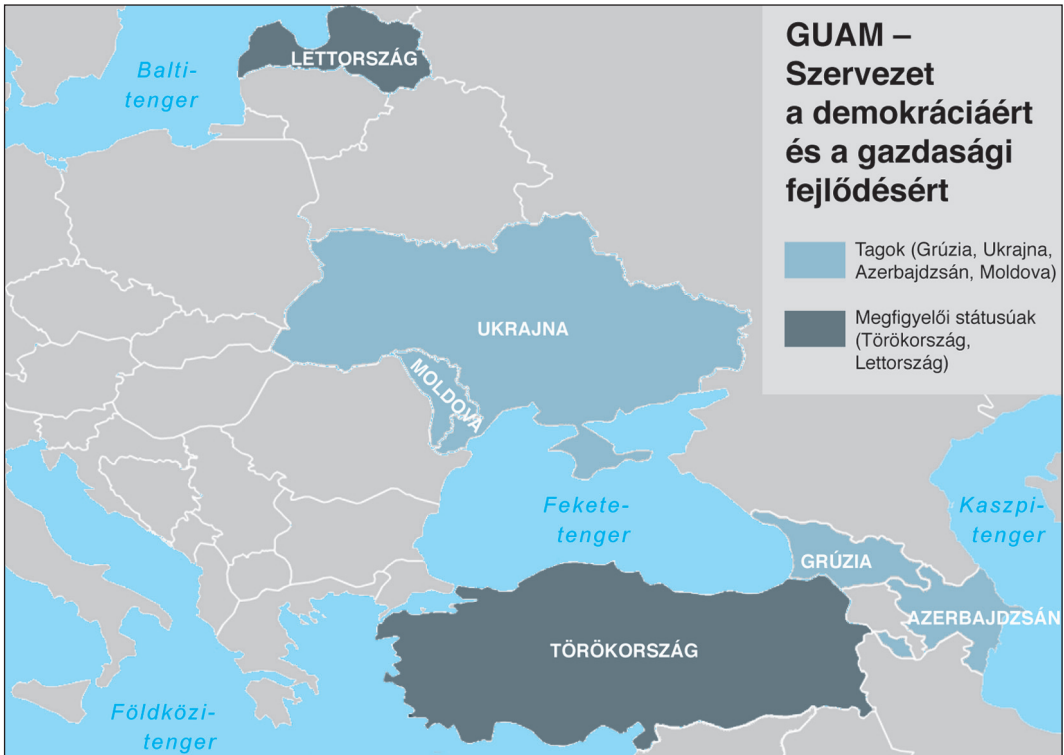 GUAM –
Szervezet
a demokráciáért
és a gazdasági
fejlődésért
Tagok (Grúzia, Ukrajna,
Azerbajdzsán, Moldova)
Megfigyelői státusúak
(Törökország,
Lettország)
LETTORSZÁG
Balti-
tenger
UKRAJNA
MOLDOVA
Fekete-
tenger
Kaszpi-
tenger
GRÚZIA
AZERBAJDZSÁN
TÖRÖKORSZÁG
Földközi-
tenger